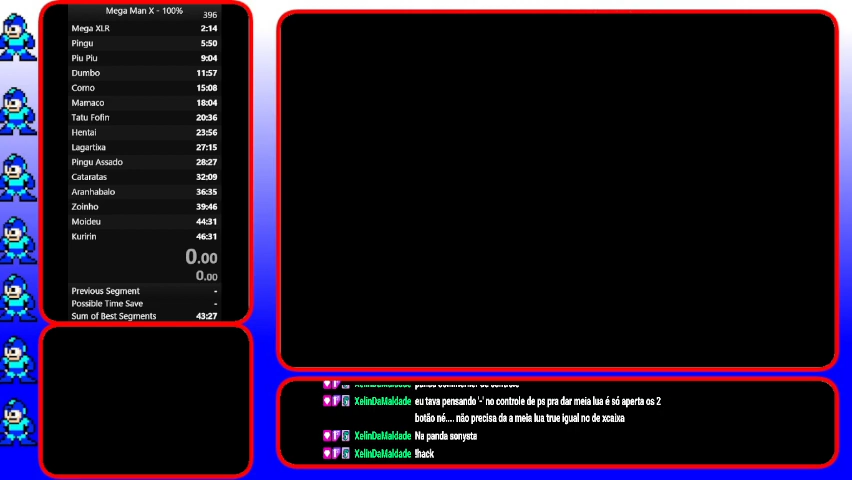 Mega Man X - 100%
396
Mega XLR 2:14
Pingu 5:50
Piu Piu 9:04
Dumbo 11:57
Corno 15:08
Mamaco 18:04
Tatu Fofin 20:36
Hentai 23:56
Lagartixa 27:15
Pingu Assado 28:27
Cataratas 32:09
Aranhabalo 36:35
Zoinho 39:46
Moideu 44:31
Kuririn 46:31
0.00
0.00
Previous Segment -
Possible Time Save -
Sum of Best Segments 43:27
XelinDaMaldade eu tava pensando '-' no controle de ps pra dar meia lua é só aperta os 2
botão né.... não precisa da a meia lua true igual no de xcaixa
XelinDaMaldade Na panda sonysta
XelinDaMaldade !hack